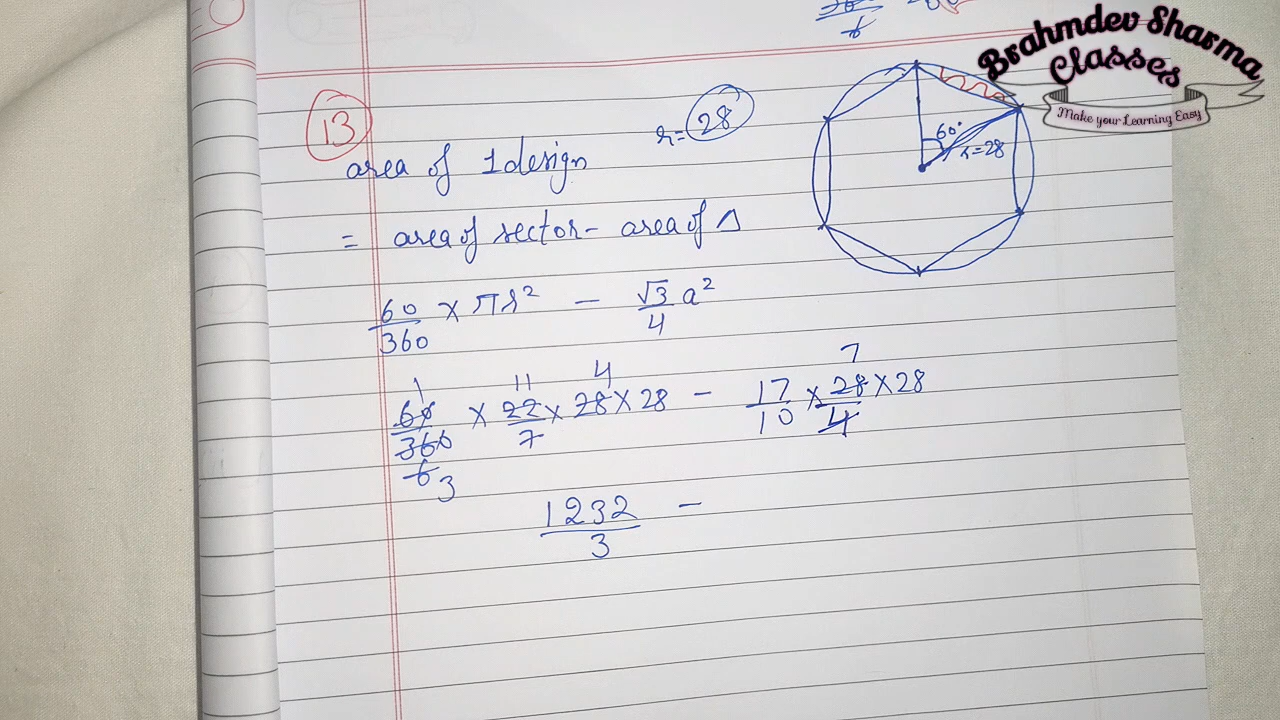 Brahmdev Sharma
Classes
Make your Learning Easy
13
r = 28
area of 1 design
= area of sector - area of Δ
60/360 × πr² - √3/4 a²
60/360 × 22/7 × 28 × 28 - 17/10 × 28/4 × 28
1 11 4 7
6 3
1232/3 -
60°
r=28